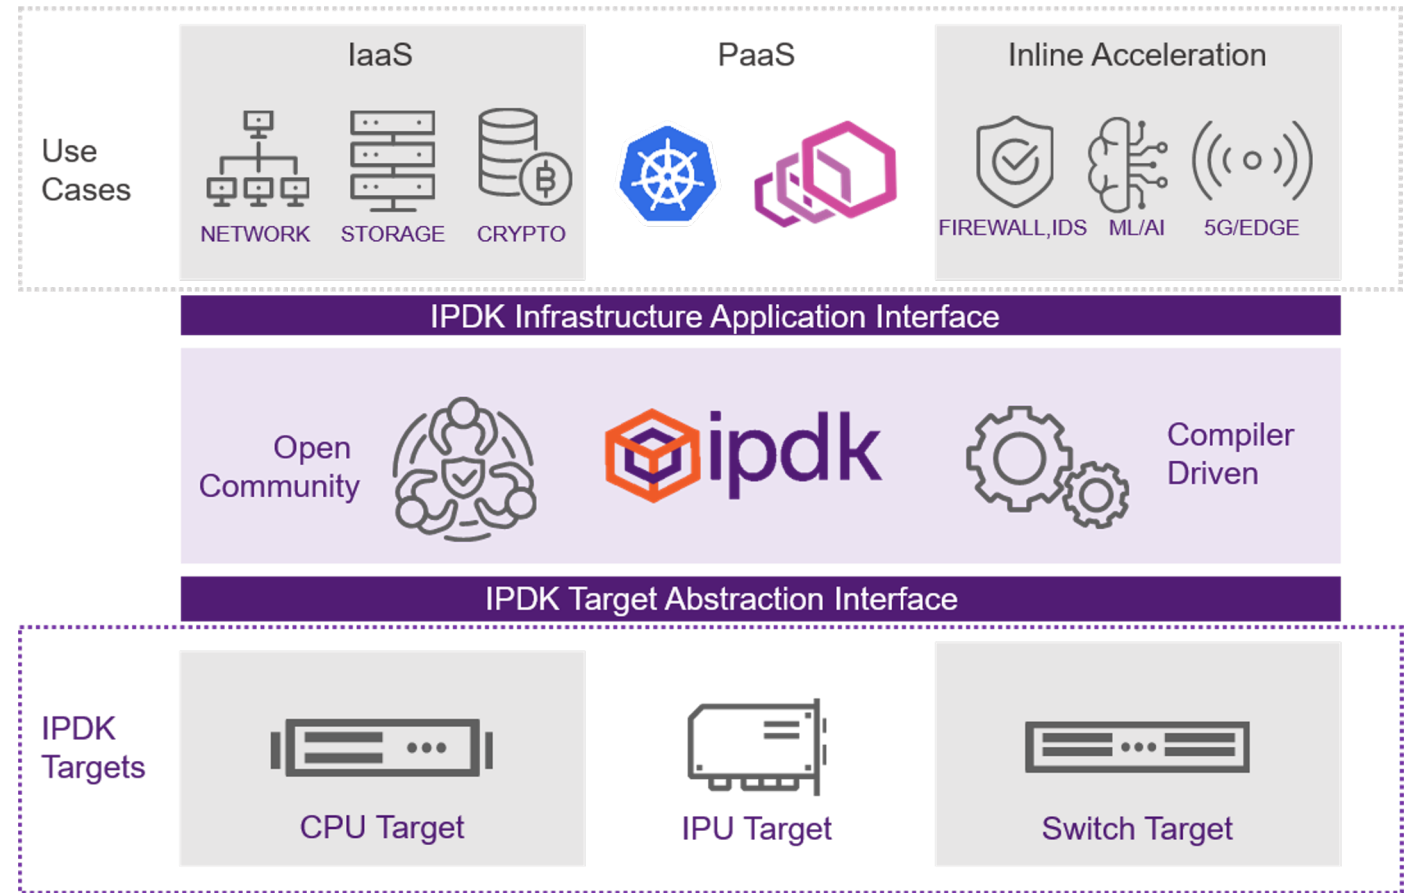 IaaS
PaaS
Inline Acceleration
Use
Cases
NETWORK
STORAGE
CRYPTO
FIREWALL,IDS
ML/AI
5G/EDGE
IPDK Infrastructure Application Interface
Open
Community
ipdk
Compiler
Driven
IPDK Target Abstraction Interface
IPDK
Targets
CPU Target
IPU Target
Switch Target